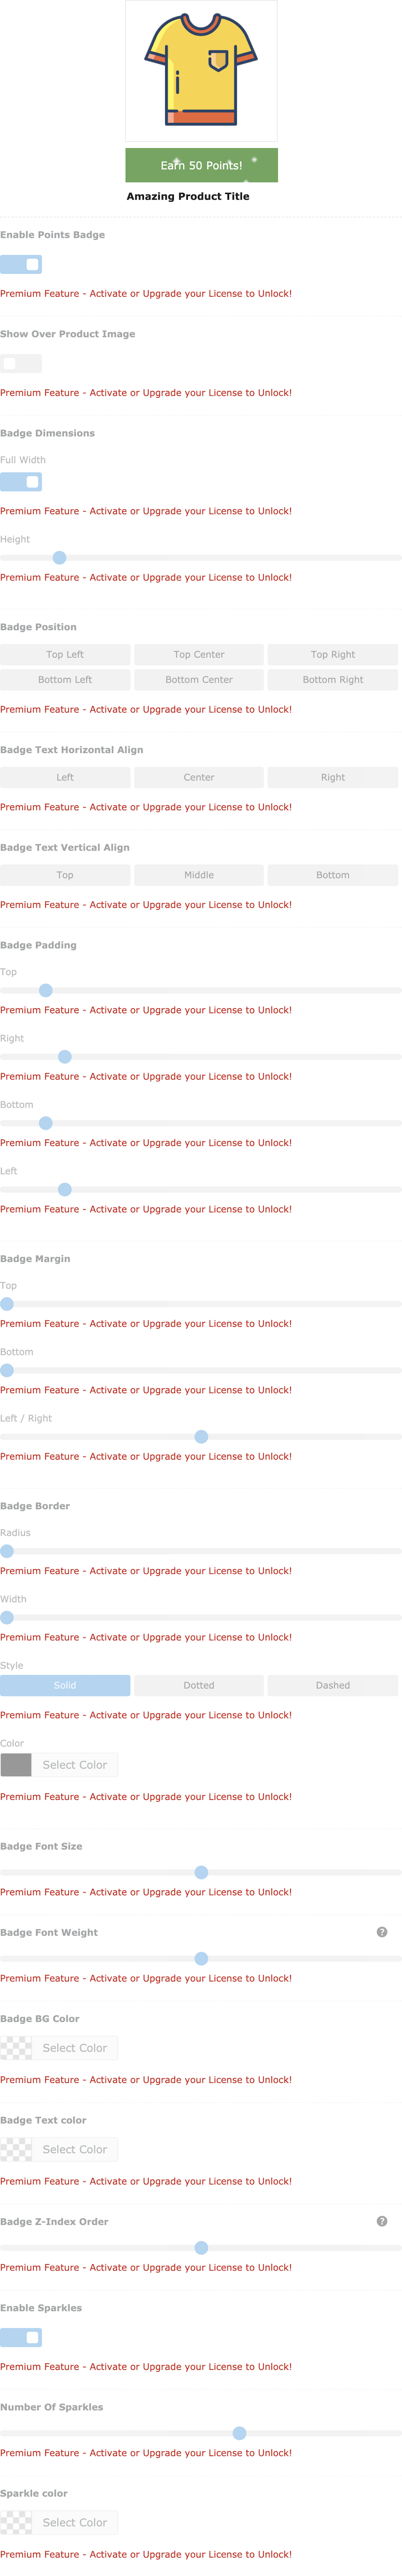 Earn 50 Points!
Amazing Product Title
Enable Points Badge
Premium Feature - Activate or Upgrade your License to Unlock!
Show Over Product Image
Premium Feature - Activate or Upgrade your License to Unlock!
Badge Dimensions
Full Width
Premium Feature - Activate or Upgrade your License to Unlock!
Height
Premium Feature - Activate or Upgrade your License to Unlock!
Badge Position
Top Left Top Center Top Right
Bottom Left Bottom Center Bottom Right
Premium Feature - Activate or Upgrade your License to Unlock!
Badge Text Horizontal Align
Left Center Right
Premium Feature - Activate or Upgrade your License to Unlock!
Badge Text Vertical Align
Top Middle Bottom
Premium Feature - Activate or Upgrade your License to Unlock!
Badge Padding
Top
Premium Feature - Activate or Upgrade your License to Unlock!
Right
Premium Feature - Activate or Upgrade your License to Unlock!
Bottom
Premium Feature - Activate or Upgrade your License to Unlock!
Left
Premium Feature - Activate or Upgrade your License to Unlock!
Badge Margin
Top
Premium Feature - Activate or Upgrade your License to Unlock!
Bottom
Premium Feature - Activate or Upgrade your License to Unlock!
Left / Right
Premium Feature - Activate or Upgrade your License to Unlock!
Badge Border
Radius
Premium Feature - Activate or Upgrade your License to Unlock!
Width
Premium Feature - Activate or Upgrade your License to Unlock!
Style
Solid Dotted Dashed
Premium Feature - Activate or Upgrade your License to Unlock!
Color
Select Color
Premium Feature - Activate or Upgrade your License to Unlock!
Badge Font Size
Premium Feature - Activate or Upgrade your License to Unlock!
Badge Font Weight ?
Premium Feature - Activate or Upgrade your License to Unlock!
Badge BG Color
Select Color
Premium Feature - Activate or Upgrade your License to Unlock!
Badge Text color
Select Color
Premium Feature - Activate or Upgrade your License to Unlock!
Badge Z-Index Order ?
Premium Feature - Activate or Upgrade your License to Unlock!
Enable Sparkles
Premium Feature - Activate or Upgrade your License to Unlock!
Number Of Sparkles
Premium Feature - Activate or Upgrade your License to Unlock!
Sparkle color
Select Color
Premium Feature - Activate or Upgrade your License to Unlock!